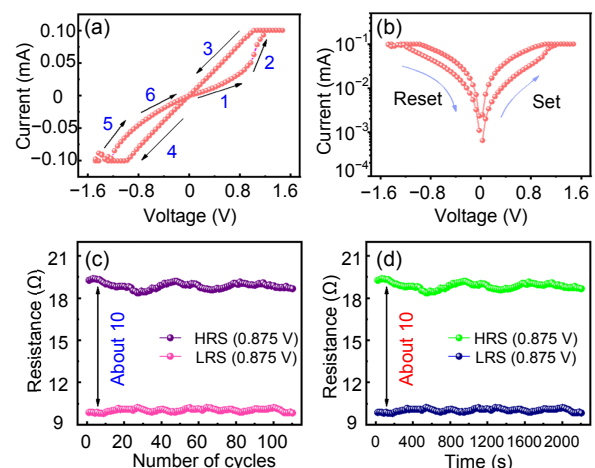 (a)
0.10
0.05
0
−0.05
−0.10
Current (mA)
3
2
1
6
5
4
−1.6 −0.8 0 0.8 1.6
Voltage (V)
(b)
10⁻¹
10⁻²
10⁻³
10⁻⁴
Current (mA)
Reset
Set
−1.6 −0.8 0 0.8 1.6
Voltage (V)
(c)
21
18
15
12
9
Resistance (Ω)
About 10
HRS (0.875 V)
LRS (0.875 V)
0 20 40 60 80 100
Number of cycles
(d)
21
18
15
12
9
Resistance (Ω)
About 10
HRS (0.875 V)
LRS (0.875 V)
0 400 800 1200 1600 2000
Time (s)